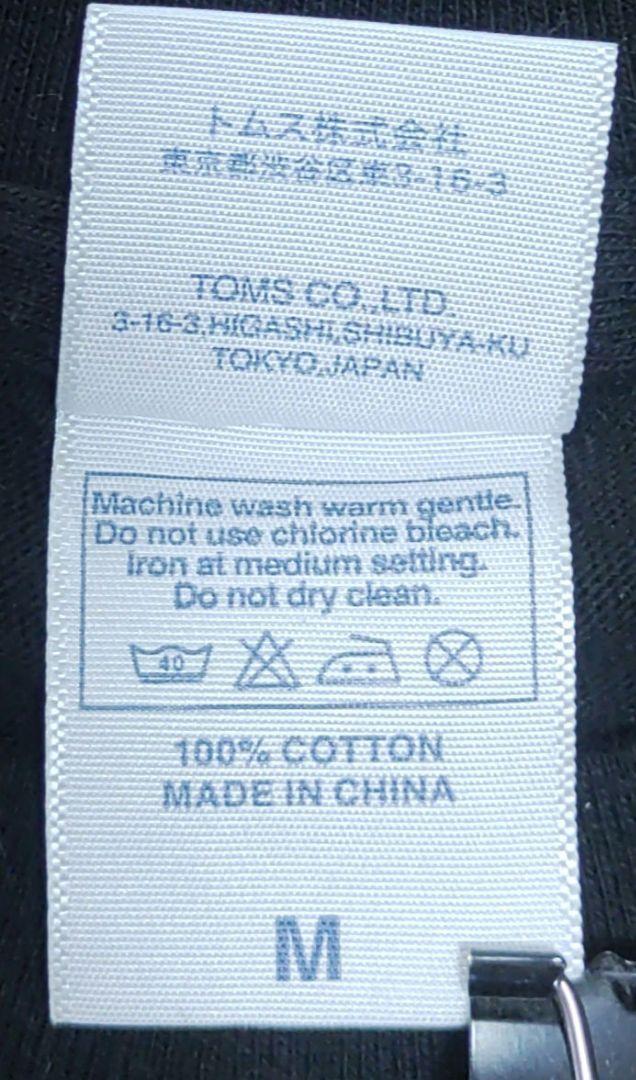 トムス株式会社
東京都渋谷区東3-16-3
TOMS CO.,LTD.
3-16-3,HIGASHI,SHIBUYA-KU
TOKYO,JAPAN
Machine wash warm gentle.
Do not use chlorine bleach.
Iron at medium setting.
Do not dry clean.
40
100% COTTON
MADE IN CHINA
M